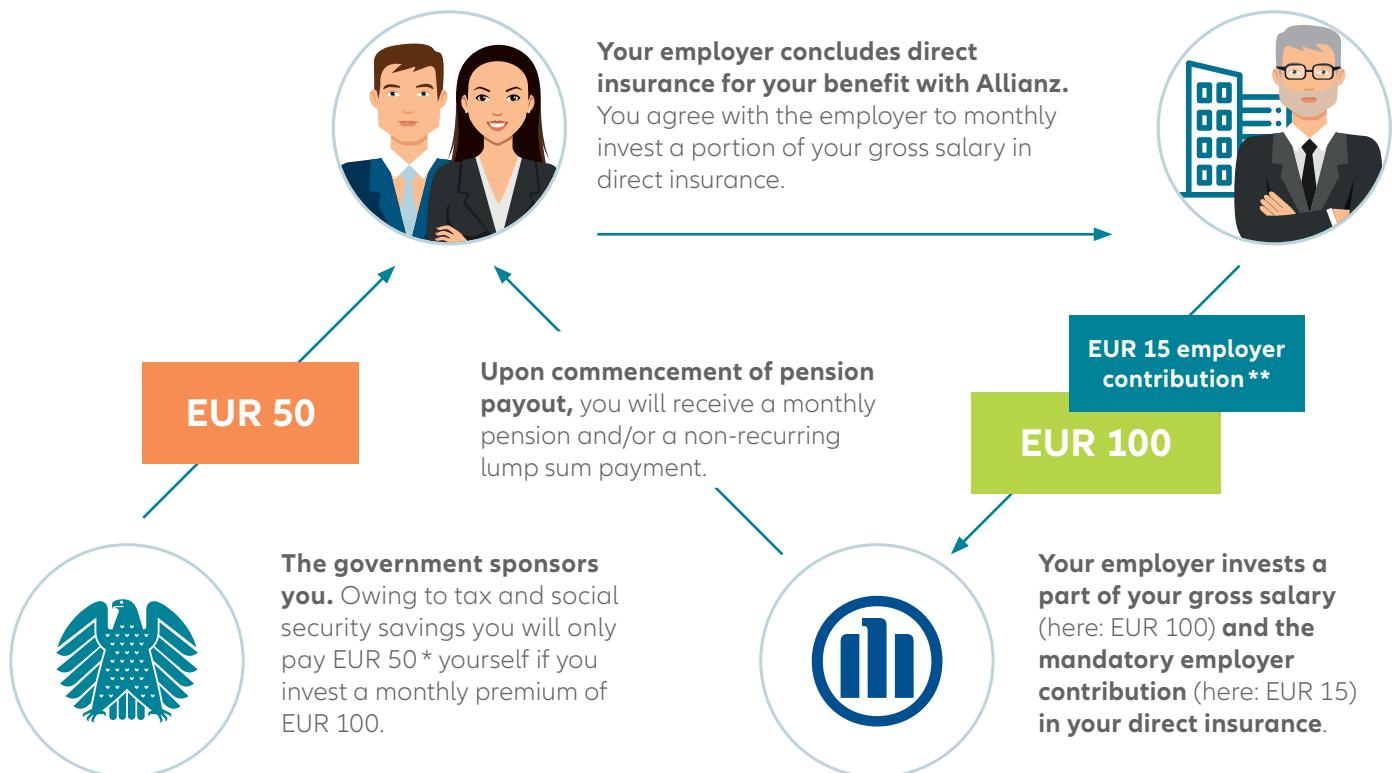 Your employer concludes direct
insurance for your benefit with Allianz.
You agree with the employer to monthly
invest a portion of your gross salary in
direct insurance.
EUR 15 employer
contribution**
EUR 100
EUR 50
Upon commencement of pension
payout, you will receive a monthly
pension and/or a non-recurring
lump sum payment.
The government sponsors
you. Owing to tax and social
security savings you will only
pay EUR 50* yourself if you
invest a monthly premium of
EUR 100.
Your employer invests a
part of your gross salary
(here: EUR 100) and the
mandatory employer
contribution (here: EUR 15)
in your direct insurance.